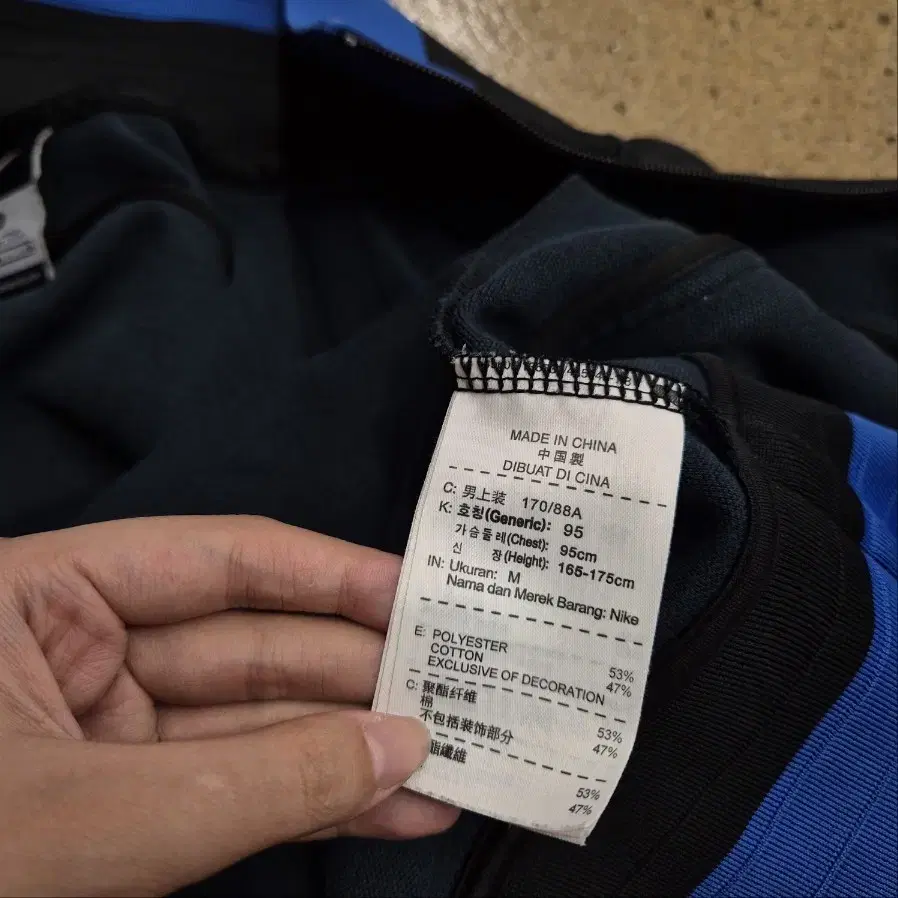 MADE IN CHINA
中国製
DIBUAT DI CINA
C: 男上装 170/88A
K: 호칭(Generic): 95
가슴둘레(Chest): 95cm
신 장(Height): 165-175cm
IN: Ukuran: M
Nama dan Merek Barang: Nike
E: POLYESTER 53%
COTTON 47%
EXCLUSIVE OF DECORATION
C: 聚酯纤维 53%
棉 47%
不包括装饰部分
酯纖維 53%
47%